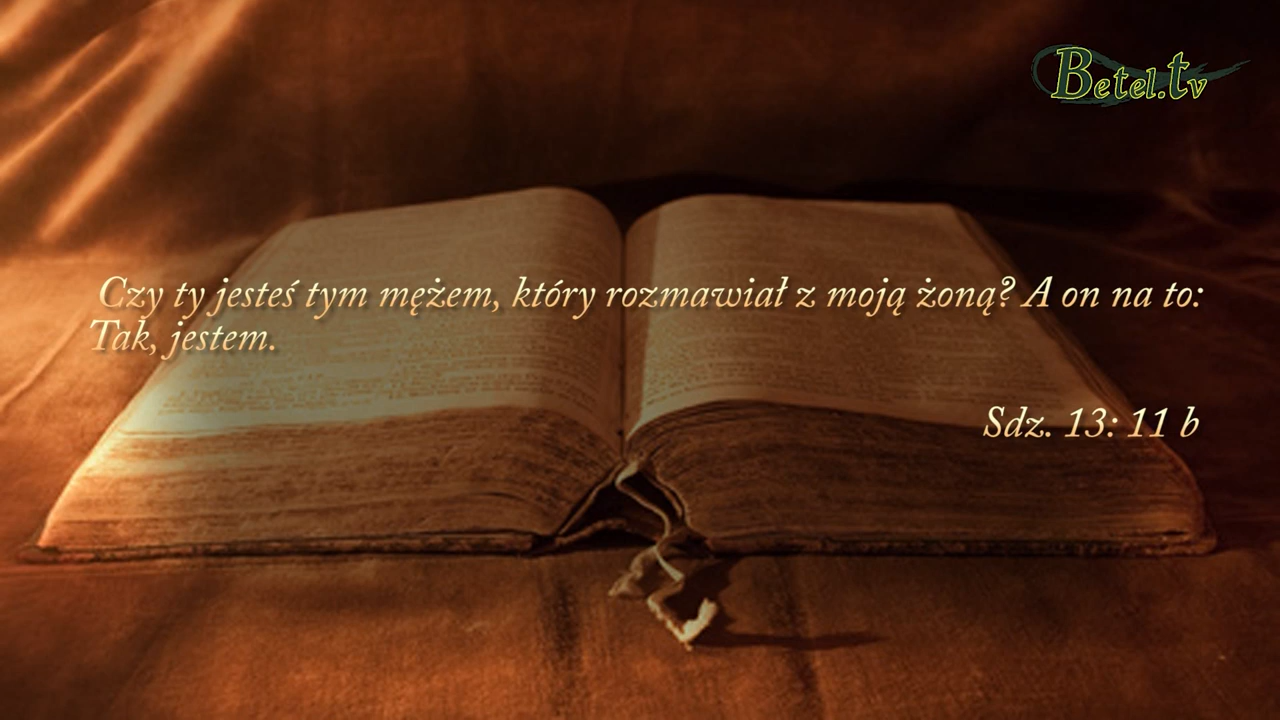 Betel.tv
Czy ty jesteś tym mężem, który rozmawiał z moją żoną? A on na to:
Tak, jestem.
Sdz. 13: 11 b